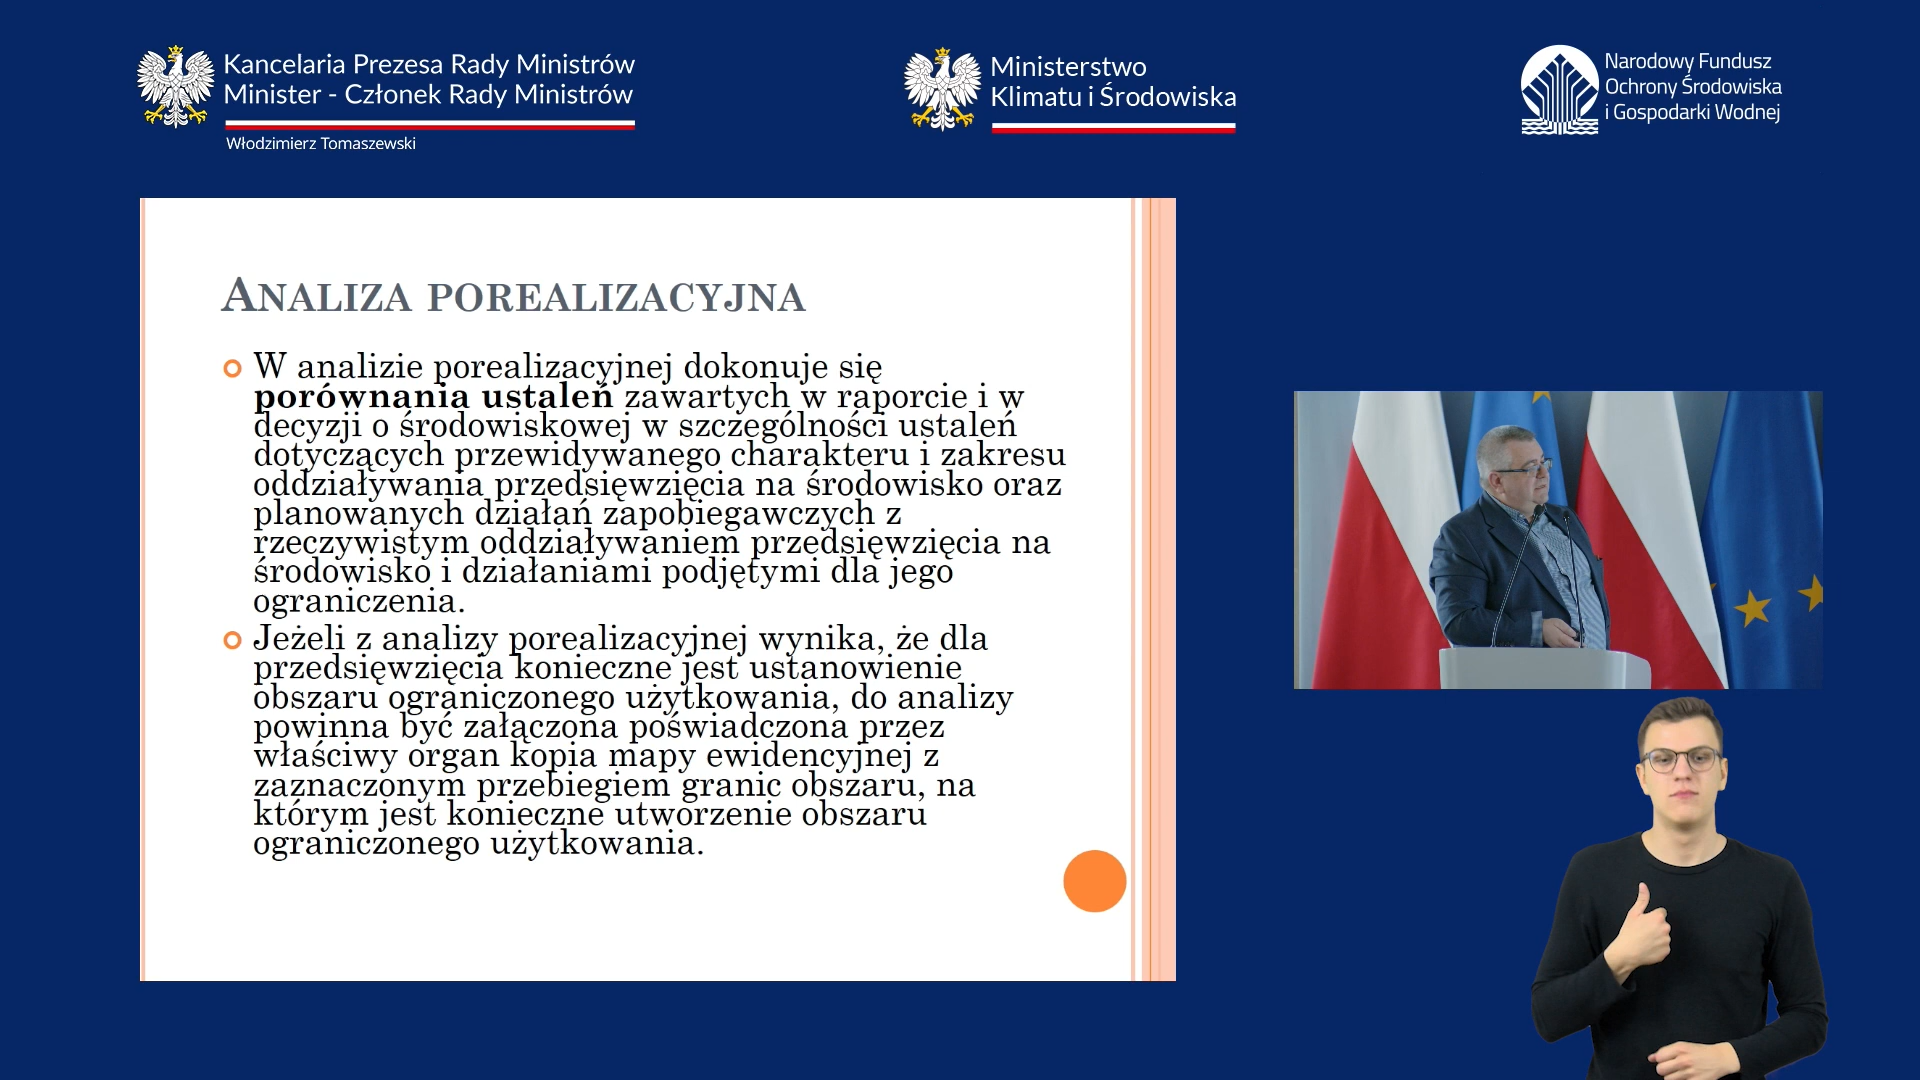 Kancelaria Prezesa Rady Ministrów
Minister - Członek Rady Ministrów
Włodzimierz Tomaszewski
Ministerstwo
Klimatu i Środowiska
Narodowy Fundusz
Ochrony Środowiska
i Gospodarki Wodnej
Analiza porealizacyjna
W analizie porealizacyjnej dokonuje się
porównania ustaleń zawartych w raporcie i w
decyzji o środowiskowej w szczególności ustaleń
dotyczących przewidywanego charakteru i zakresu
oddziaływania przedsięwzięcia na środowisko oraz
planowanych działań zapobiegawczych z
rzeczywistym oddziaływaniem przedsięwzięcia na
środowisko i działaniami podjętymi dla jego
ograniczenia.
Jeżeli z analizy porealizacyjnej wynika, że dla
przedsięwzięcia konieczne jest ustanowienie
obszaru ograniczonego użytkowania, do analizy
powinna być załączona poświadczona przez
właściwy organ kopia mapy ewidencyjnej z
zaznaczonym przebiegiem granic obszaru, na
którym jest konieczne utworzenie obszaru
ograniczonego użytkowania.